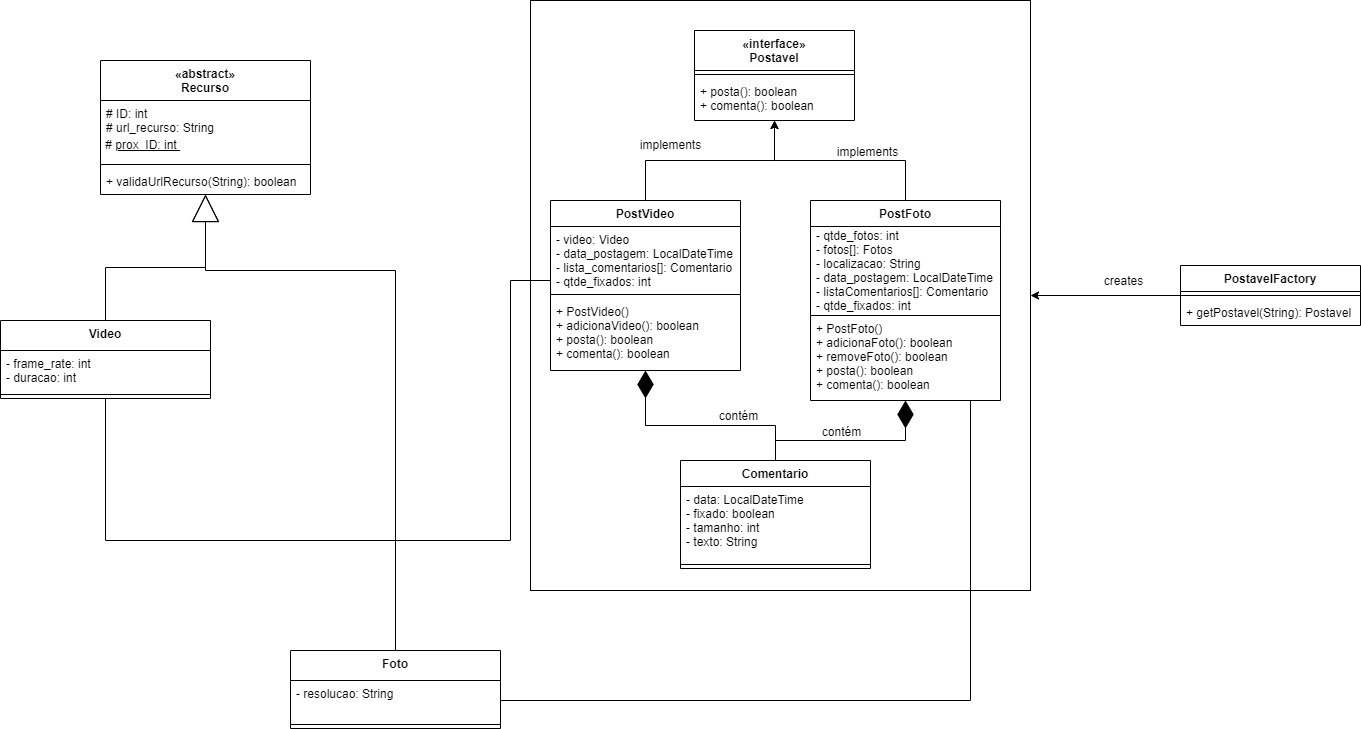 «abstract»
Recurso
# ID: int
# url_recurso: String
# prox_ID: int
+ validaUrlRecurso(String): boolean
«interface»
Postavel
+ posta(): boolean
+ comenta(): boolean
implements
implements
PostVideo
- video: Video
- data_postagem: LocalDateTime
- lista_comentarios[]: Comentario
- qtde_fixados: int
+ PostVideo()
+ adicionaVideo(): boolean
+ posta(): boolean
+ comenta(): boolean
PostFoto
- qtde_fotos: int
- fotos[]: Fotos
- localizacao: String
- data_postagem: LocalDateTime
- listaComentarios[]: Comentario
- qtde_fixados: int
+ PostFoto()
+ adicionaFoto(): boolean
+ removeFoto(): boolean
+ posta(): boolean
+ comenta(): boolean
creates
PostavelFactory
+ getPostavel(String): Postavel
Video
- frame_rate: int
- duracao: int
contém
contém
Comentario
- data: LocalDateTime
- fixado: boolean
- tamanho: int
- texto: String
Foto
- resolucao: String